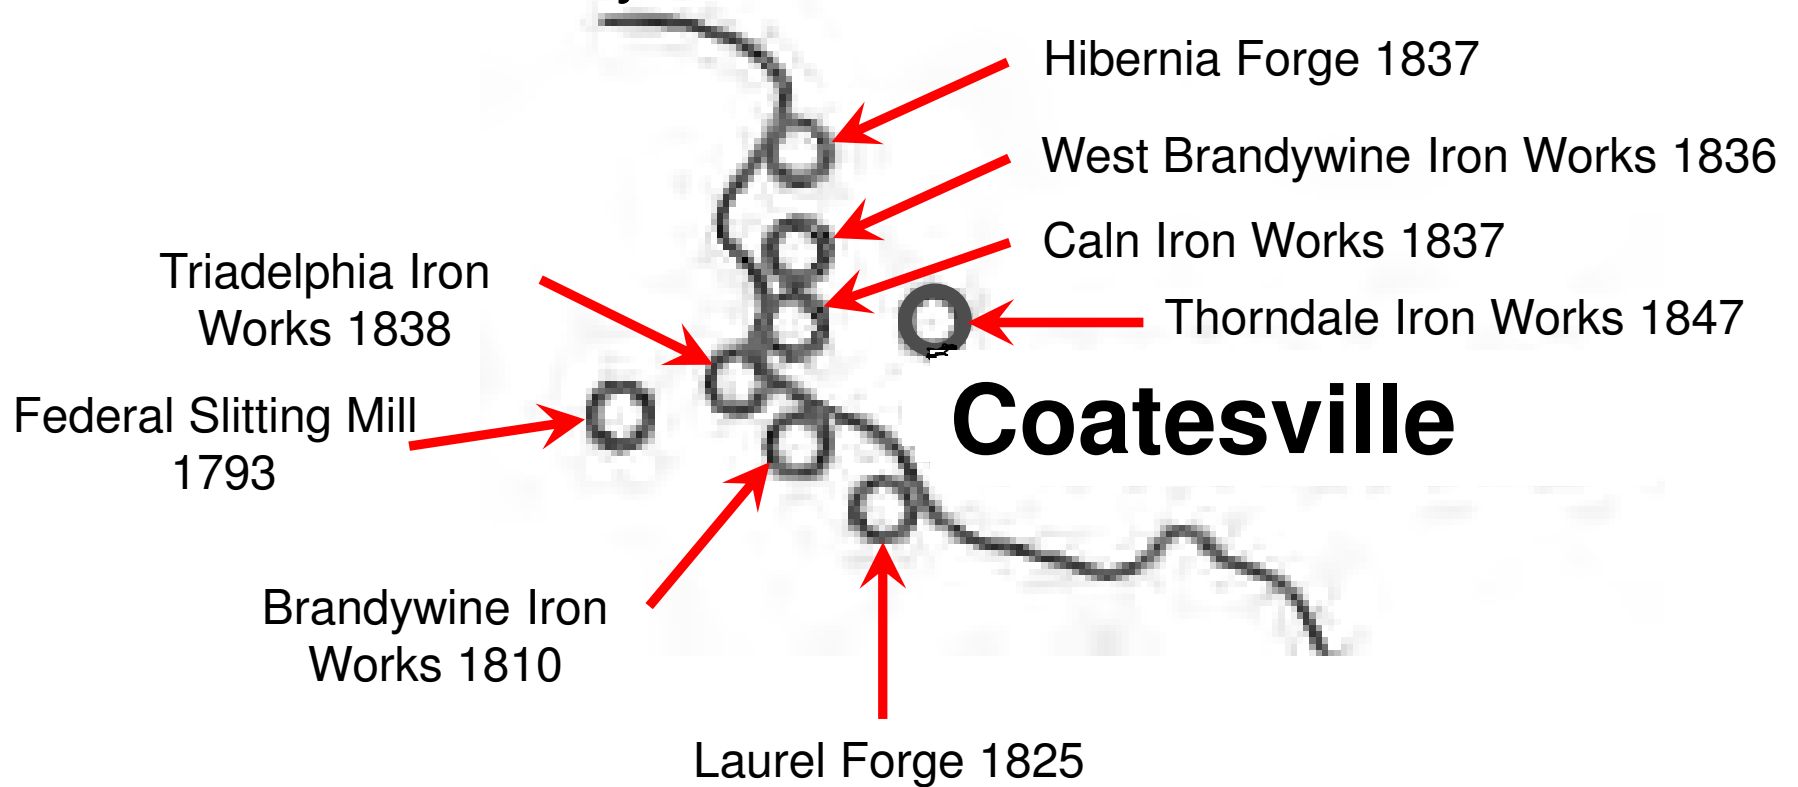 Hibernia Forge 1837
West Brandywine Iron Works 1836
Caln Iron Works 1837
Triadelphia Iron
Works 1838
Thorndale Iron Works 1847
Federal Slitting Mill
1793
Coatesville
Brandywine Iron
Works 1810
Laurel Forge 1825